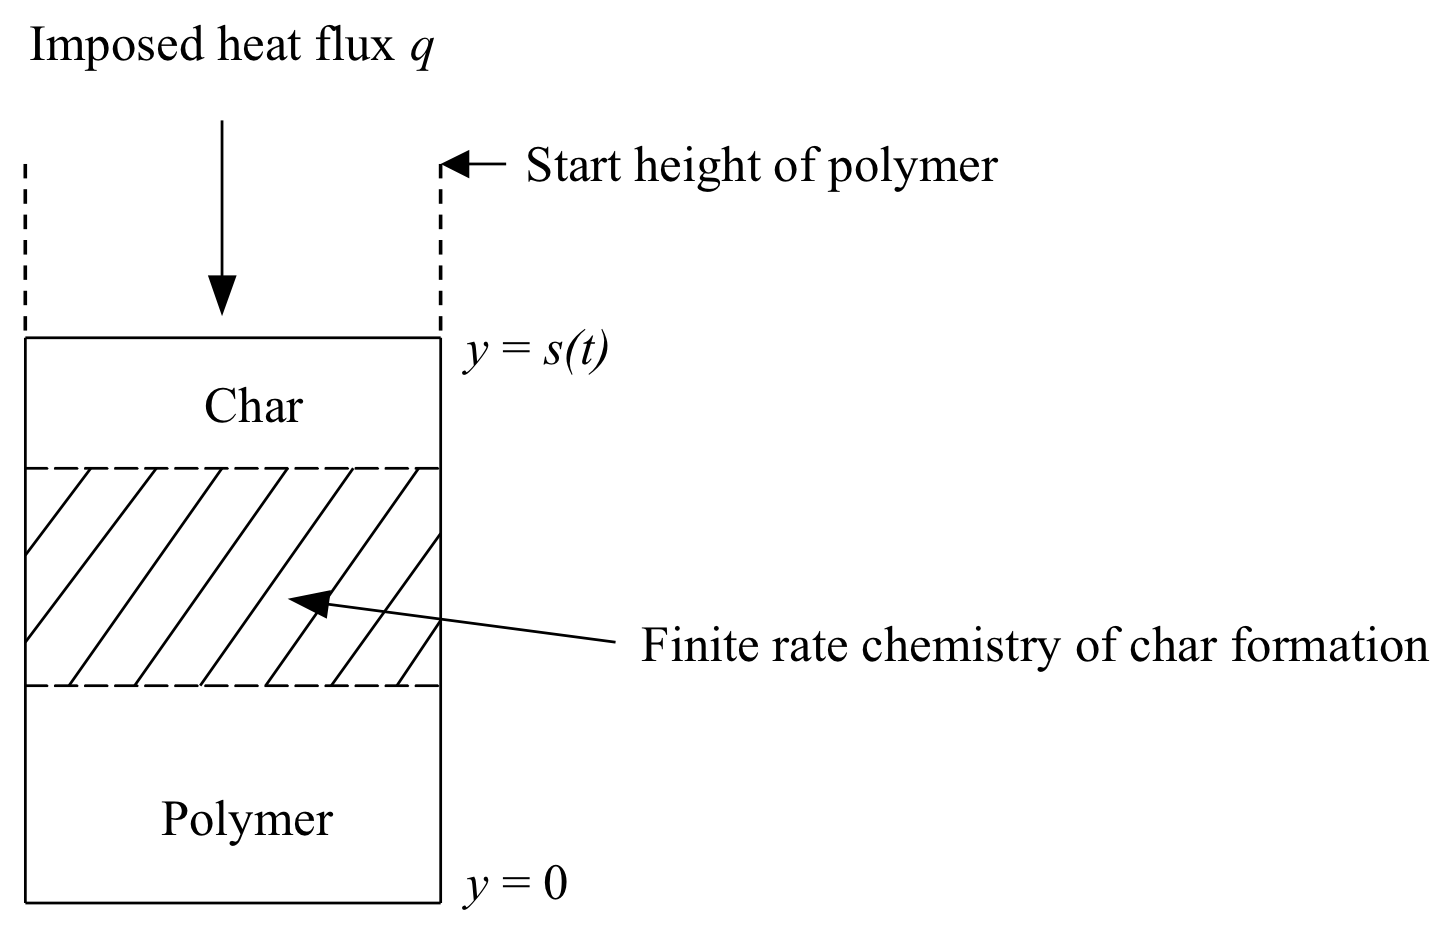 Imposed heat flux q
Start height of polymer
y = s(t)
Char
Finite rate chemistry of char formation
Polymer
y = 0